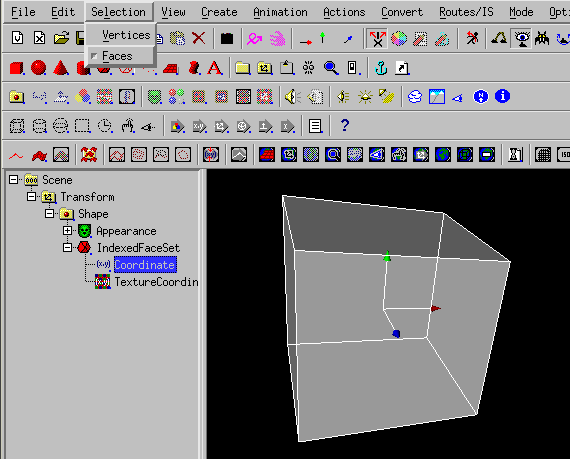 File Edit Selection View Create Animation Actions Convert Routes/IS Mode
Vertices
Faces
Scene
Transform
Shape
Appearance
IndexedFaceSet
(x,y) Coordinate
TextureCoordin